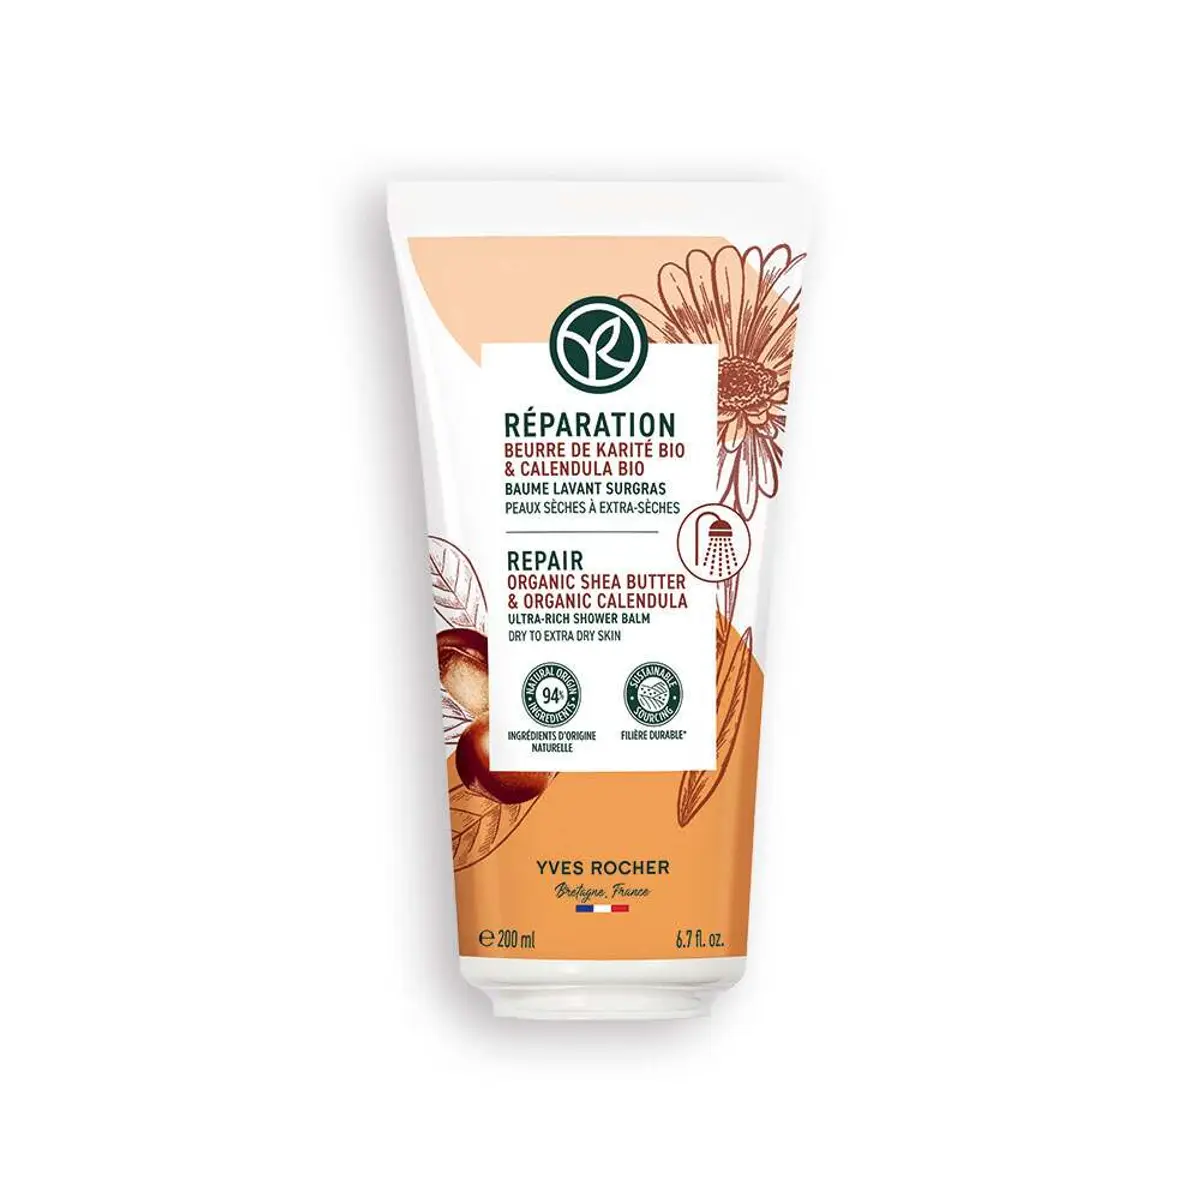 RÉPARATION
BEURRE DE KARITÉ BIO
& CALENDULA BIO
BAUME LAVANT SURGRAS
PEAUX SÈCHES À EXTRA-SÈCHES
REPAIR
ORGANIC SHEA BUTTER
& ORGANIC CALENDULA
ULTRA-RICH SHOWER BALM
DRY TO EXTRA DRY SKIN
NATURAL ORIGIN
94%
INGREDIENTS
INGRÉDIENTS D'ORIGINE
NATURELLE
SUSTAINABLE
SOURCING
FILIÈRE DURABLE*
YVES ROCHER
Bretagne, France
℮ 200 ml 6.7 fl. oz.